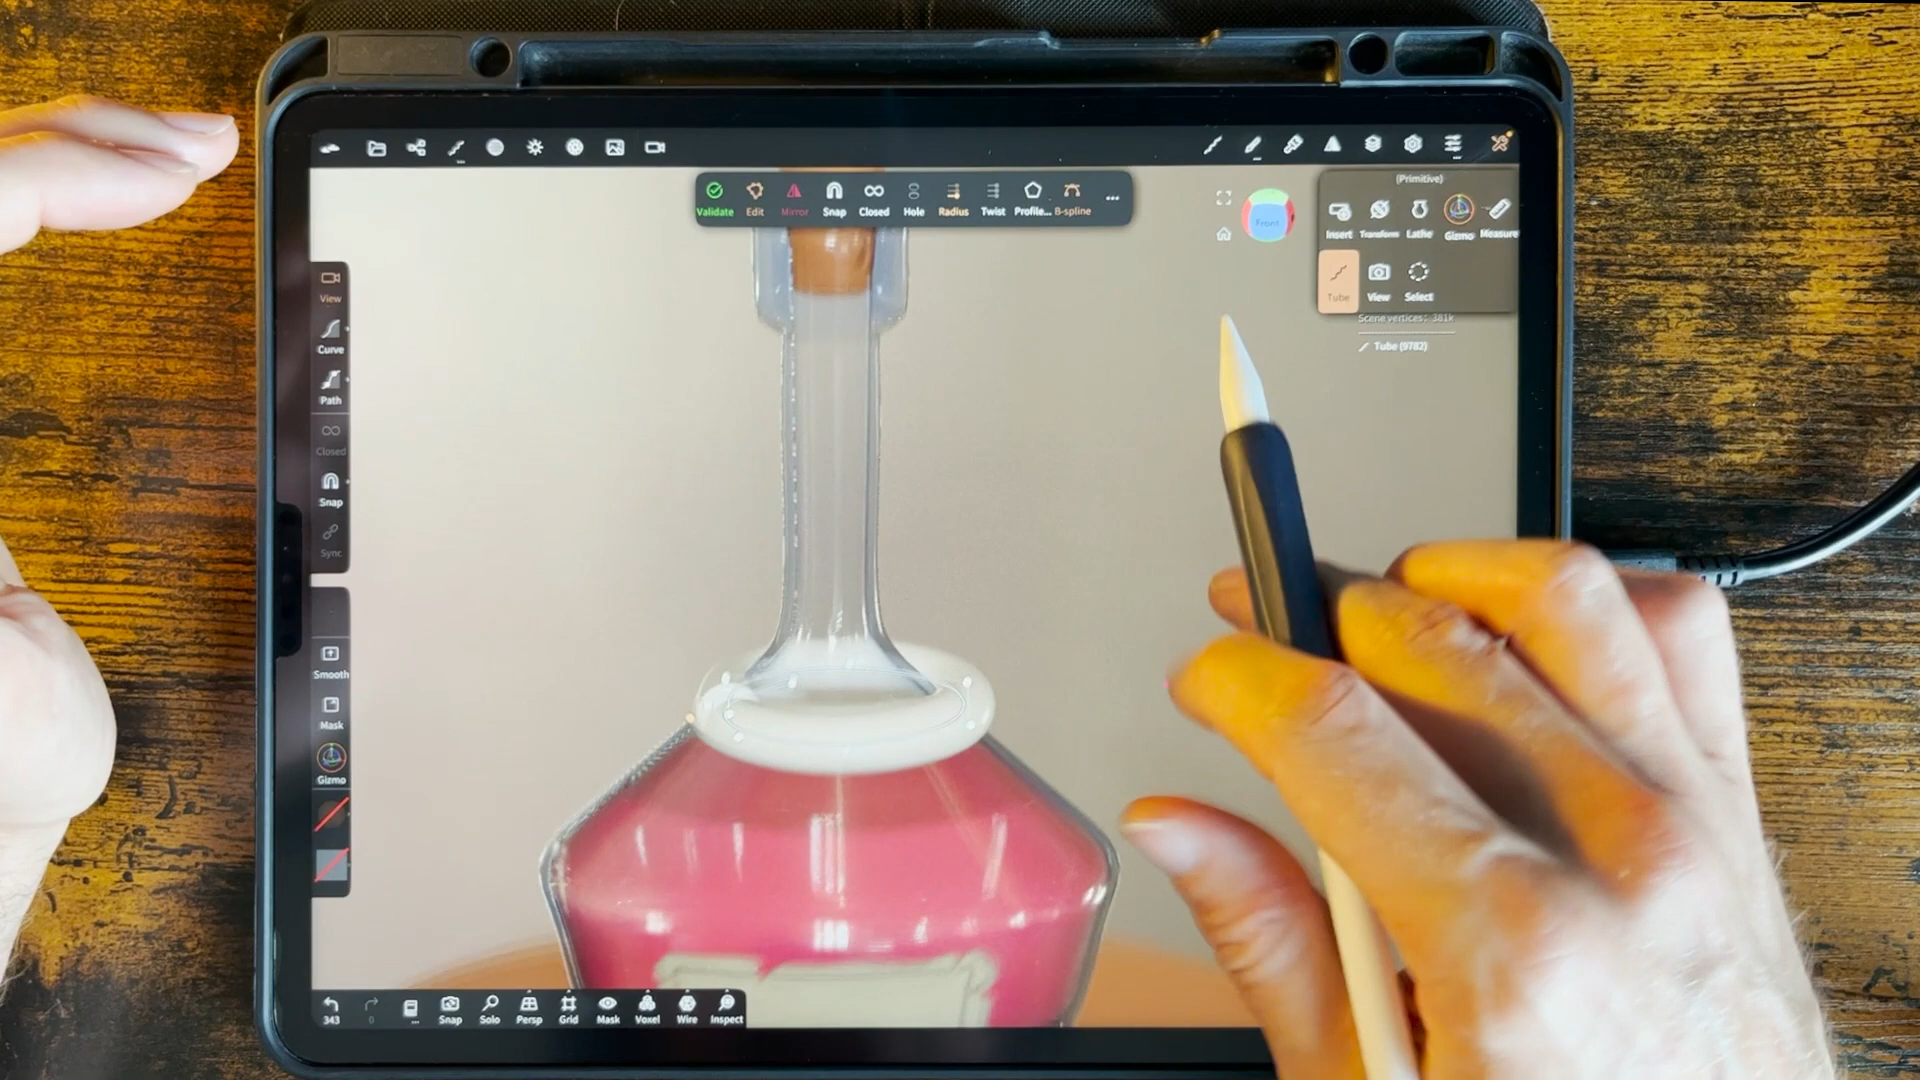 (Primitive)
Validate Edit Mirror Snap Closed Hole Radius Twist Profile... B-spline ...
Front
Insert Transform Lathe Gizmo Measure
Tube View Select
Scene vertices: 381k
Tube (9782)
View
Curve
Path
Closed
Snap
Sync
Smooth
Mask
Gizmo
343 0 ... Snap Solo Persp Grid Mask Voxel Wire Inspect